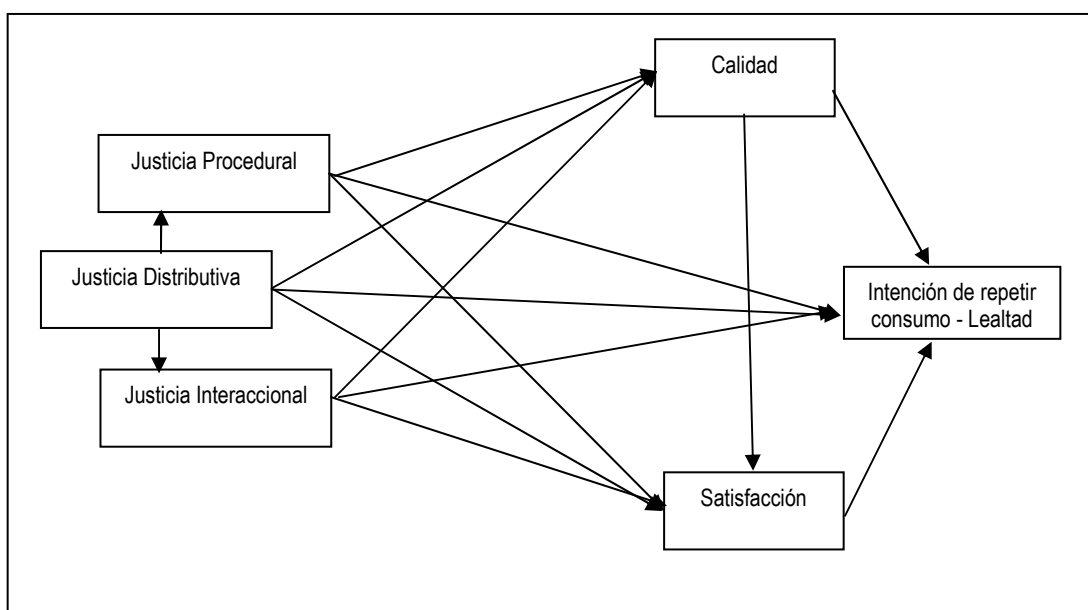 Calidad
Justicia Procedural
Justicia Distributiva
Intención de repetir
consumo - Lealtad
Justicia Interaccional
Satisfacción